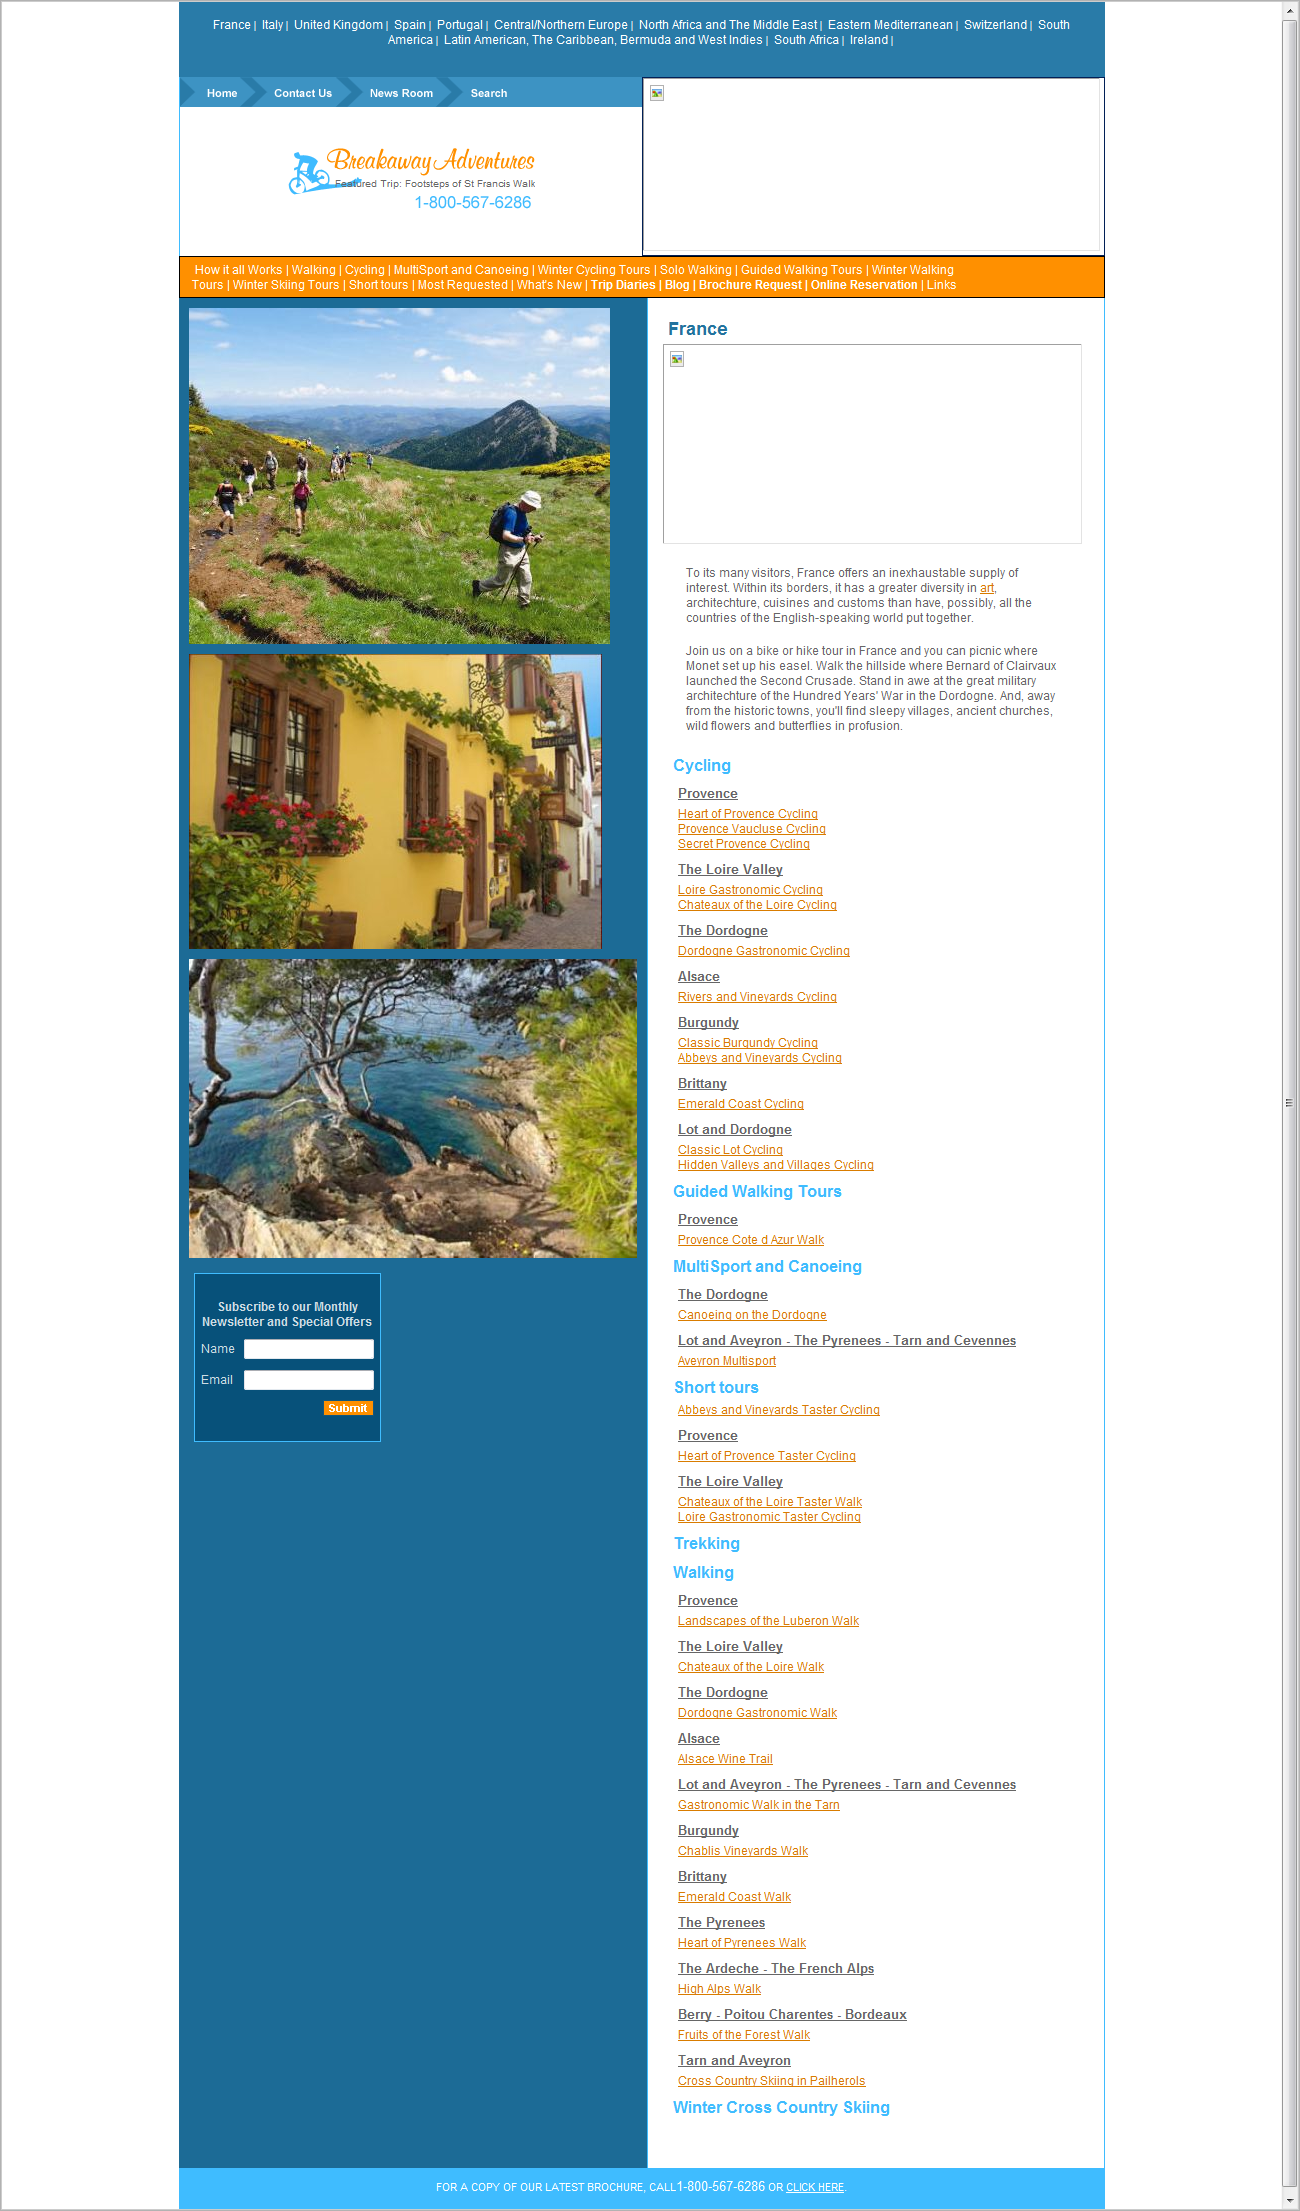 France | Italy | United Kingdom | Spain | Portugal | Central/Northern Europe | North Africa and The Middle East | Eastern Mediterranean | Switzerland | South
America | Latin American, The Caribbean, Bermuda and West Indies | South Africa | Ireland |
Home Contact Us News Room Search
Breakaway Adventures
Featured Trip: Footsteps of St Francis Walk
1-800-567-6286
How it all Works | Walking | Cycling | MultiSport and Canoeing | Winter Cycling Tours | Solo Walking | Guided Walking Tours | Winter Walking
Tours | Winter Skiing Tours | Short tours | Most Requested | What's New | Trip Diaries | Blog | Brochure Request | Online Reservation | Links
France
To its many visitors, France offers an inexhaustable supply of
interest. Within its borders, it has a greater diversity in art,
architechture, cuisines and customs than have, possibly, all the
countries of the English-speaking world put together.
Join us on a bike or hike tour in France and you can picnic where
Monet set up his easel. Walk the hillside where Bernard of Clairvaux
launched the Second Crusade. Stand in awe at the great military
architechture of the Hundred Years' War in the Dordogne. And, away
from the historic towns, you'll find sleepy villages, ancient churches,
wild flowers and butterflies in profusion.
Cycling
Provence
Heart of Provence Cycling
Provence Vaucluse Cycling
Secret Provence Cycling
The Loire Valley
Loire Gastronomic Cycling
Chateaux of the Loire Cycling
The Dordogne
Dordogne Gastronomic Cycling
Alsace
Rivers and Vineyards Cycling
Burgundy
Classic Burgundy Cycling
Abbeys and Vineyards Cycling
Brittany
Emerald Coast Cycling
Lot and Dordogne
Classic Lot Cycling
Hidden Valleys and Villages Cycling
Guided Walking Tours
Provence
Provence Cote d Azur Walk
MultiSport and Canoeing
The Dordogne
Canoeing on the Dordogne
Lot and Aveyron - The Pyrenees - Tarn and Cevennes
Aveyron Multisport
Short tours
Abbeys and Vineyards Taster Cycling
Provence
Heart of Provence Taster Cycling
The Loire Valley
Chateaux of the Loire Taster Walk
Loire Gastronomic Taster Cycling
Trekking
Walking
Provence
Landscapes of the Luberon Walk
The Loire Valley
Chateaux of the Loire Walk
The Dordogne
Dordogne Gastronomic Walk
Alsace
Alsace Wine Trail
Lot and Aveyron - The Pyrenees - Tarn and Cevennes
Gastronomic Walk in the Tarn
Burgundy
Chablis Vineyards Walk
Brittany
Emerald Coast Walk
The Pyrenees
Heart of Pyrenees Walk
The Ardeche - The French Alps
High Alps Walk
Berry - Poitou Charentes - Bordeaux
Fruits of the Forest Walk
Tarn and Aveyron
Cross Country Skiing in Pailherols
Winter Cross Country Skiing
Subscribe to our Monthly
Newsletter and Special Offers
Name
Email
Submit
FOR A COPY OF OUR LATEST BROCHURE, CALL 1-800-567-6286 OR CLICK HERE.